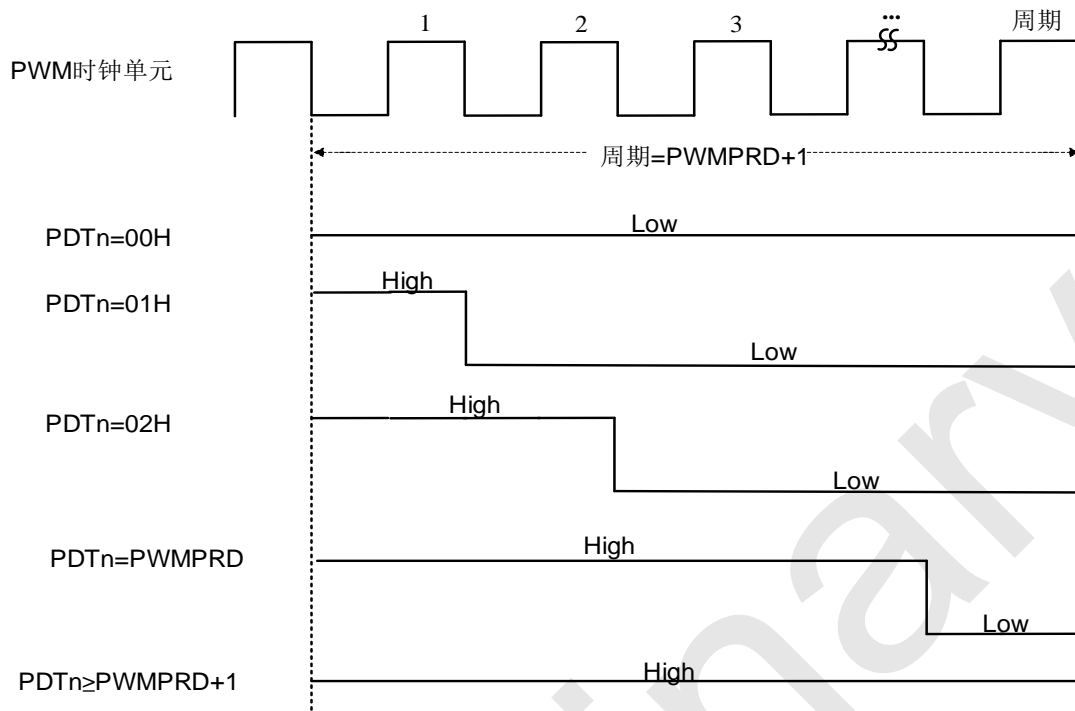 1 2 3 ... 周期
PWM时钟单元
周期=PWMPRD+1
PDTn=00H Low
PDTn=01H High Low
PDTn=02H High Low
PDTn=PWMPRD High Low
PDTn≥PWMPRD+1 High
inary